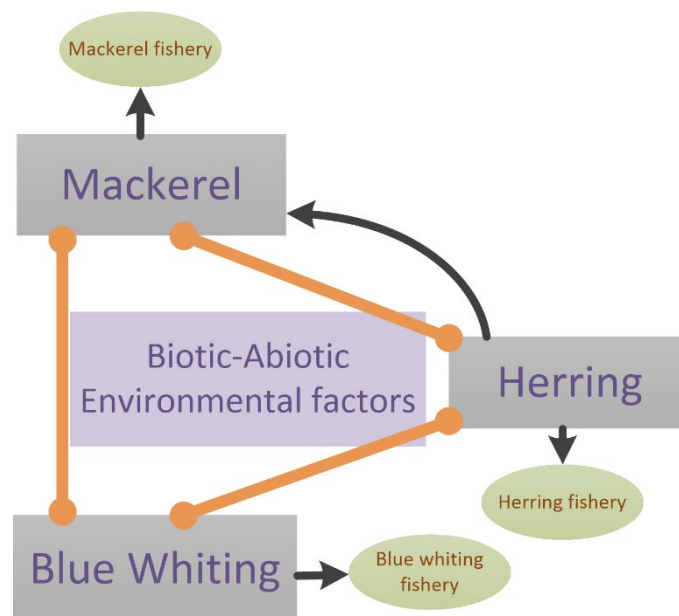 Mackerel fishery
Mackerel
Biotic-Abiotic
Environmental factors
Herring
Herring fishery
Blue Whiting
Blue whiting
fishery